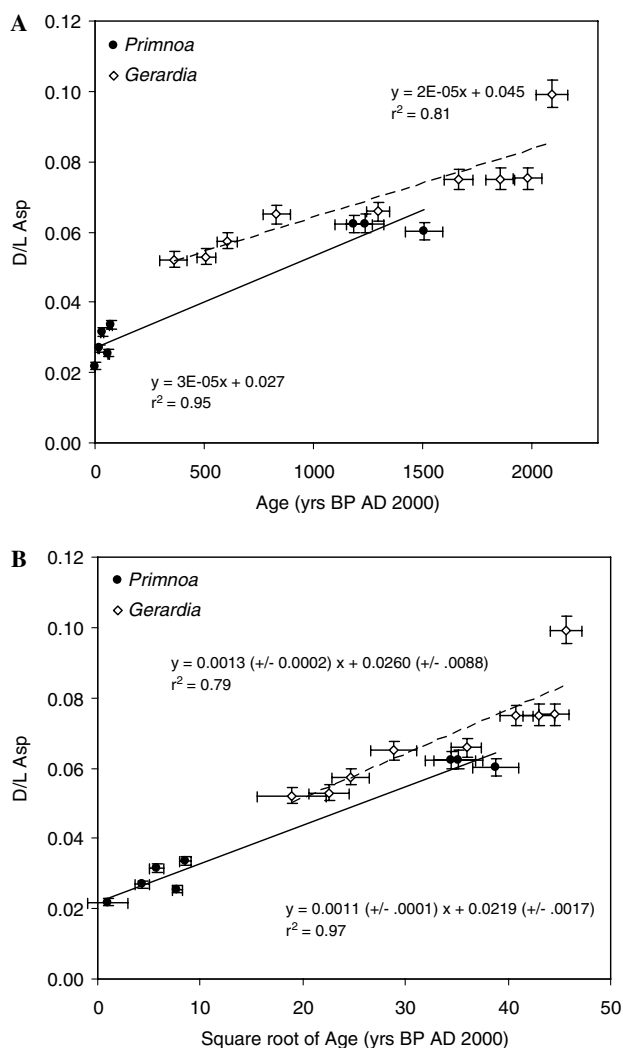 A
0.12
0.10
0.08
0.06
0.04
0.02
0.00
D/L Asp
Primnoa
Gerardia
y = 2E-05x + 0.045
r² = 0.81
y = 3E-05x + 0.027
r² = 0.95
0 500 1000 1500 2000
Age (yrs BP AD 2000)
B
0.12
0.10
0.08
0.06
0.04
0.02
0.00
D/L Asp
Primnoa
Gerardia
y = 0.0013 (+/- 0.0002) x + 0.0260 (+/- .0088)
r² = 0.79
y = 0.0011 (+/- .0001) x + 0.0219 (+/- .0017)
r² = 0.97
0 10 20 30 40 50
Square root of Age (yrs BP AD 2000)